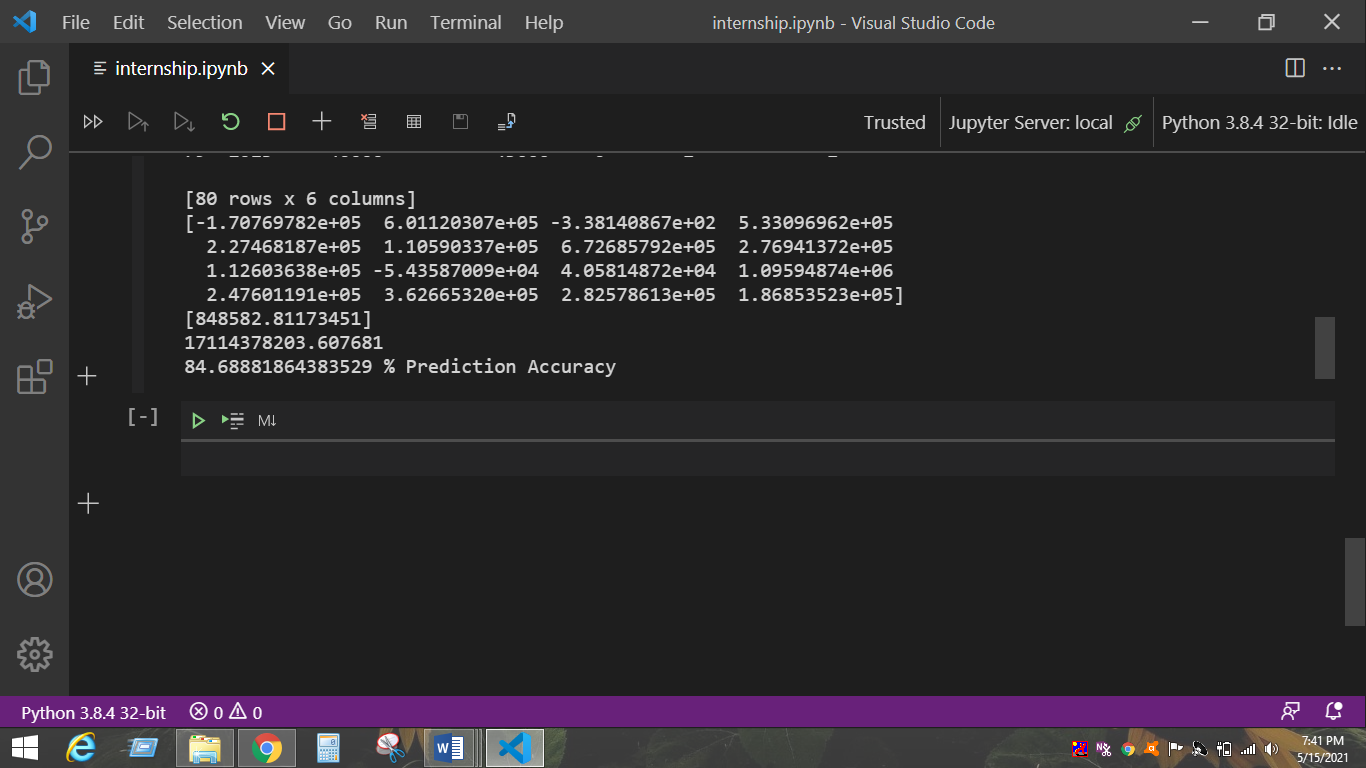 File Edit Selection View Go Run Terminal Help internship.ipynb - Visual Studio Code
internship.ipynb
Trusted Jupyter Server: local Python 3.8.4 32-bit: Idle
[80 rows x 6 columns]
[-1.70769782e+05 6.01120307e+05 -3.38140867e+02 5.33096962e+05
2.27468187e+05 1.10590337e+05 6.72685792e+05 2.76941372e+05
1.12603638e+05 -5.43587009e+04 4.05814872e+04 1.09594874e+06
2.47601191e+05 3.62665320e+05 2.82578613e+05 1.86853523e+05]
[848582.81173451]
17114378203.607681
84.68881864383529 % Prediction Accuracy
[-] M↓
Python 3.8.4 32-bit 0 0
7:41 PM
5/15/2021